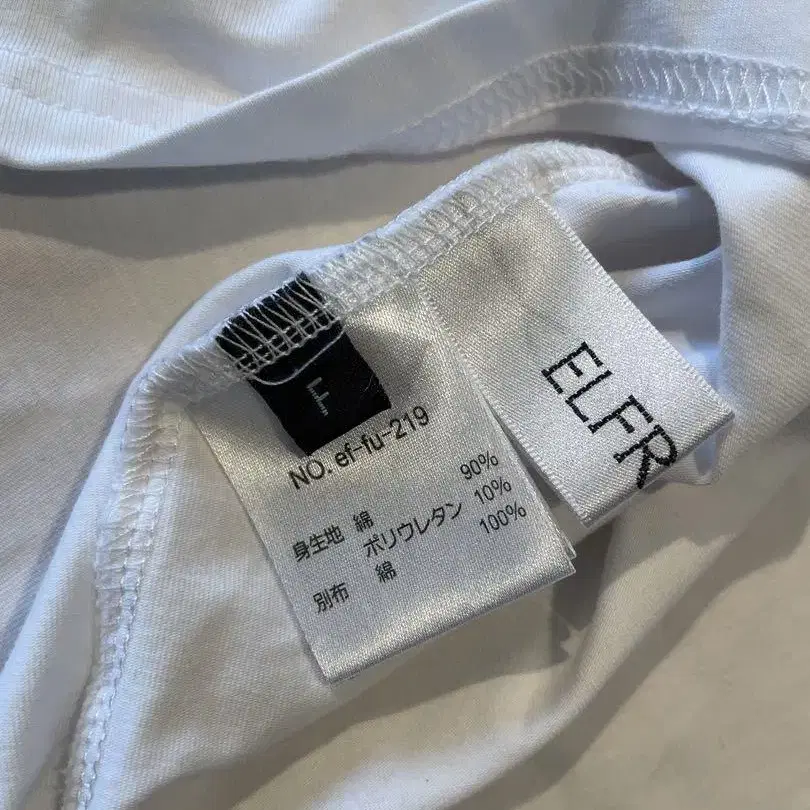 F
NO. ef-fu-219
身生地 綿 90%
ポリウレタン 10%
別布 綿 100%
ELFR